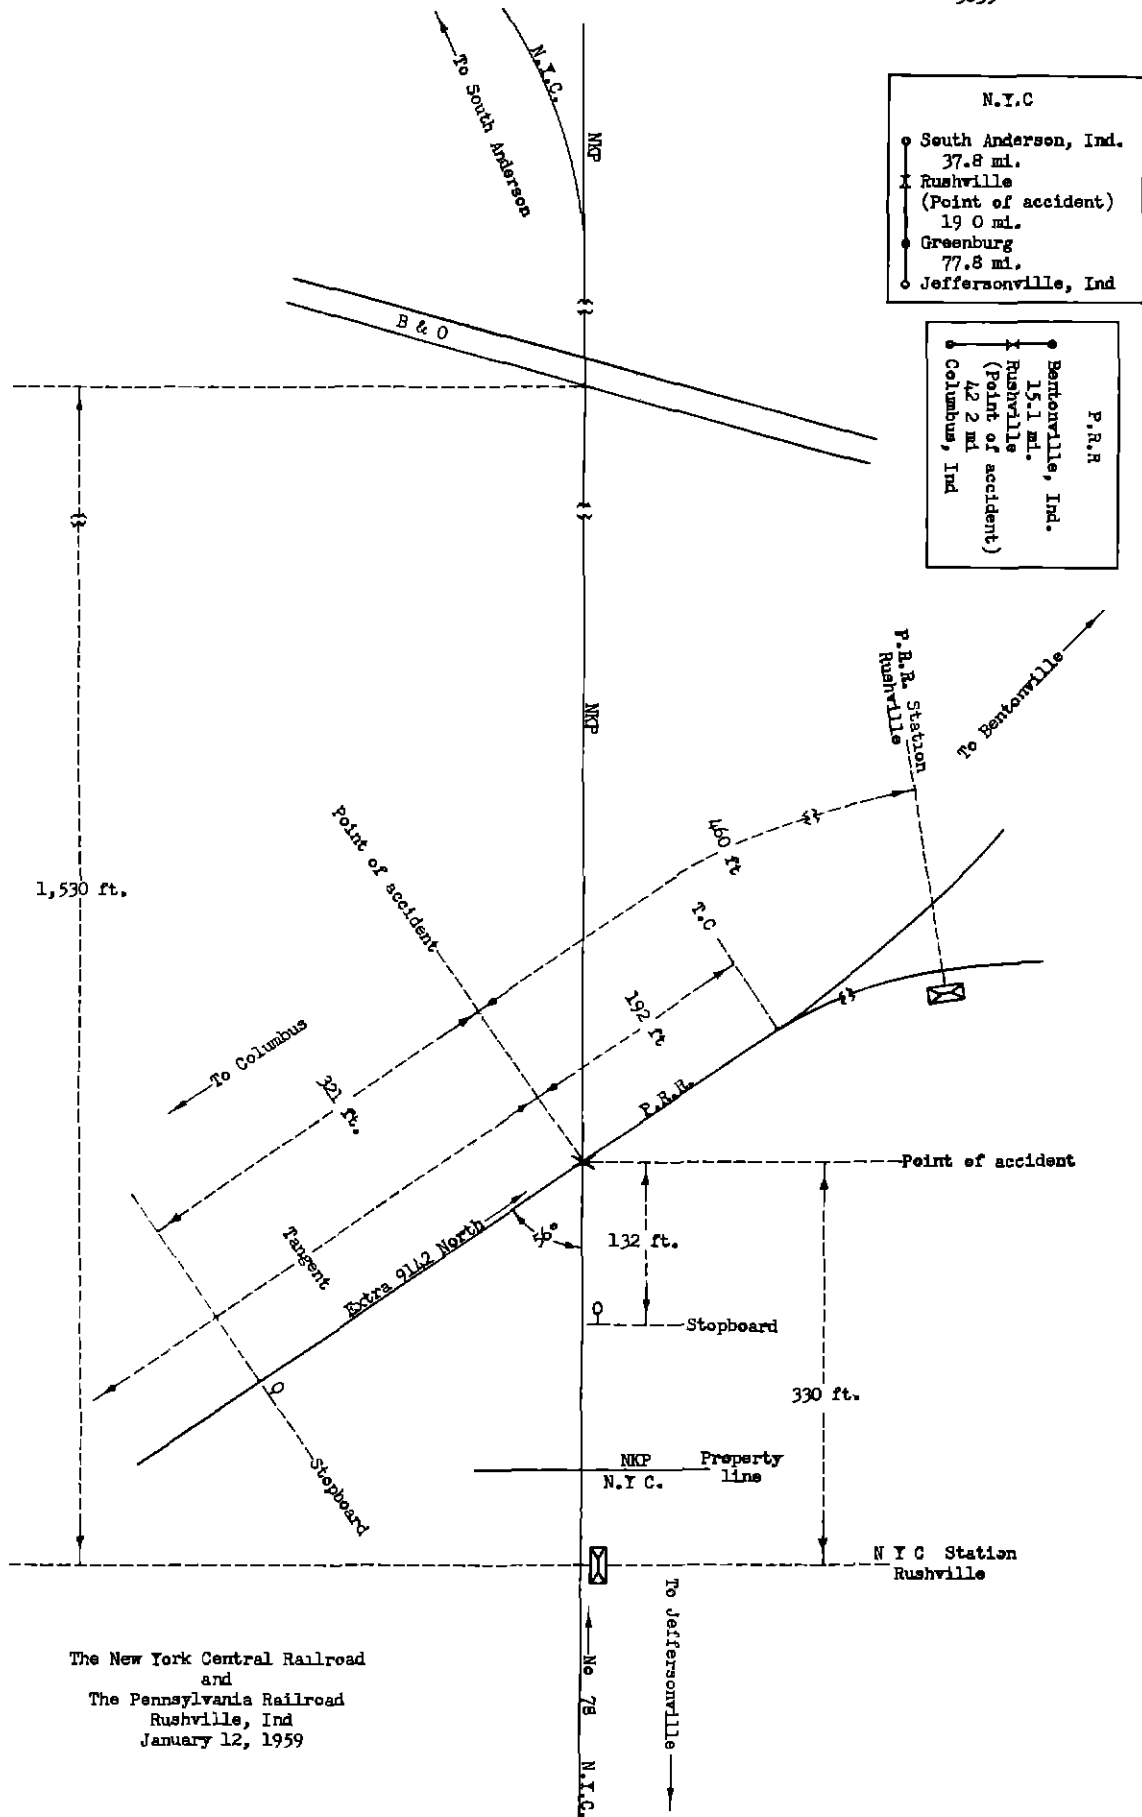 N.Y.C
South Anderson, Ind.
37.8 mi.
Rushville
(Point of accident)
19 0 mi.
Greenburg
77.8 mi.
Jeffersonville, Ind
P.R.R
Bentonville, Ind.
15.1 mi.
Rushville
(Point of accident)
42 2 mi
Columbus, Ind
To South Anderson
N.Y.C.
NKP
B & O
NKP
1,530 ft.
P.R.R. Station
Rushville
To Bentonville
Point of accident
460 ft
T.C
192 ft
To Columbus
321 ft.
P.R.R.
Point of accident
Tangent
Extra 9142 North
56°
132 ft.
Stopboard
330 ft.
Stopboard
NKP
N.Y C.
Property
line
N Y C Station
Rushville
No 78
N.Y.C.
To Jeffersonville
The New York Central Railroad
and
The Pennsylvania Railroad
Rushville, Ind
January 12, 1959